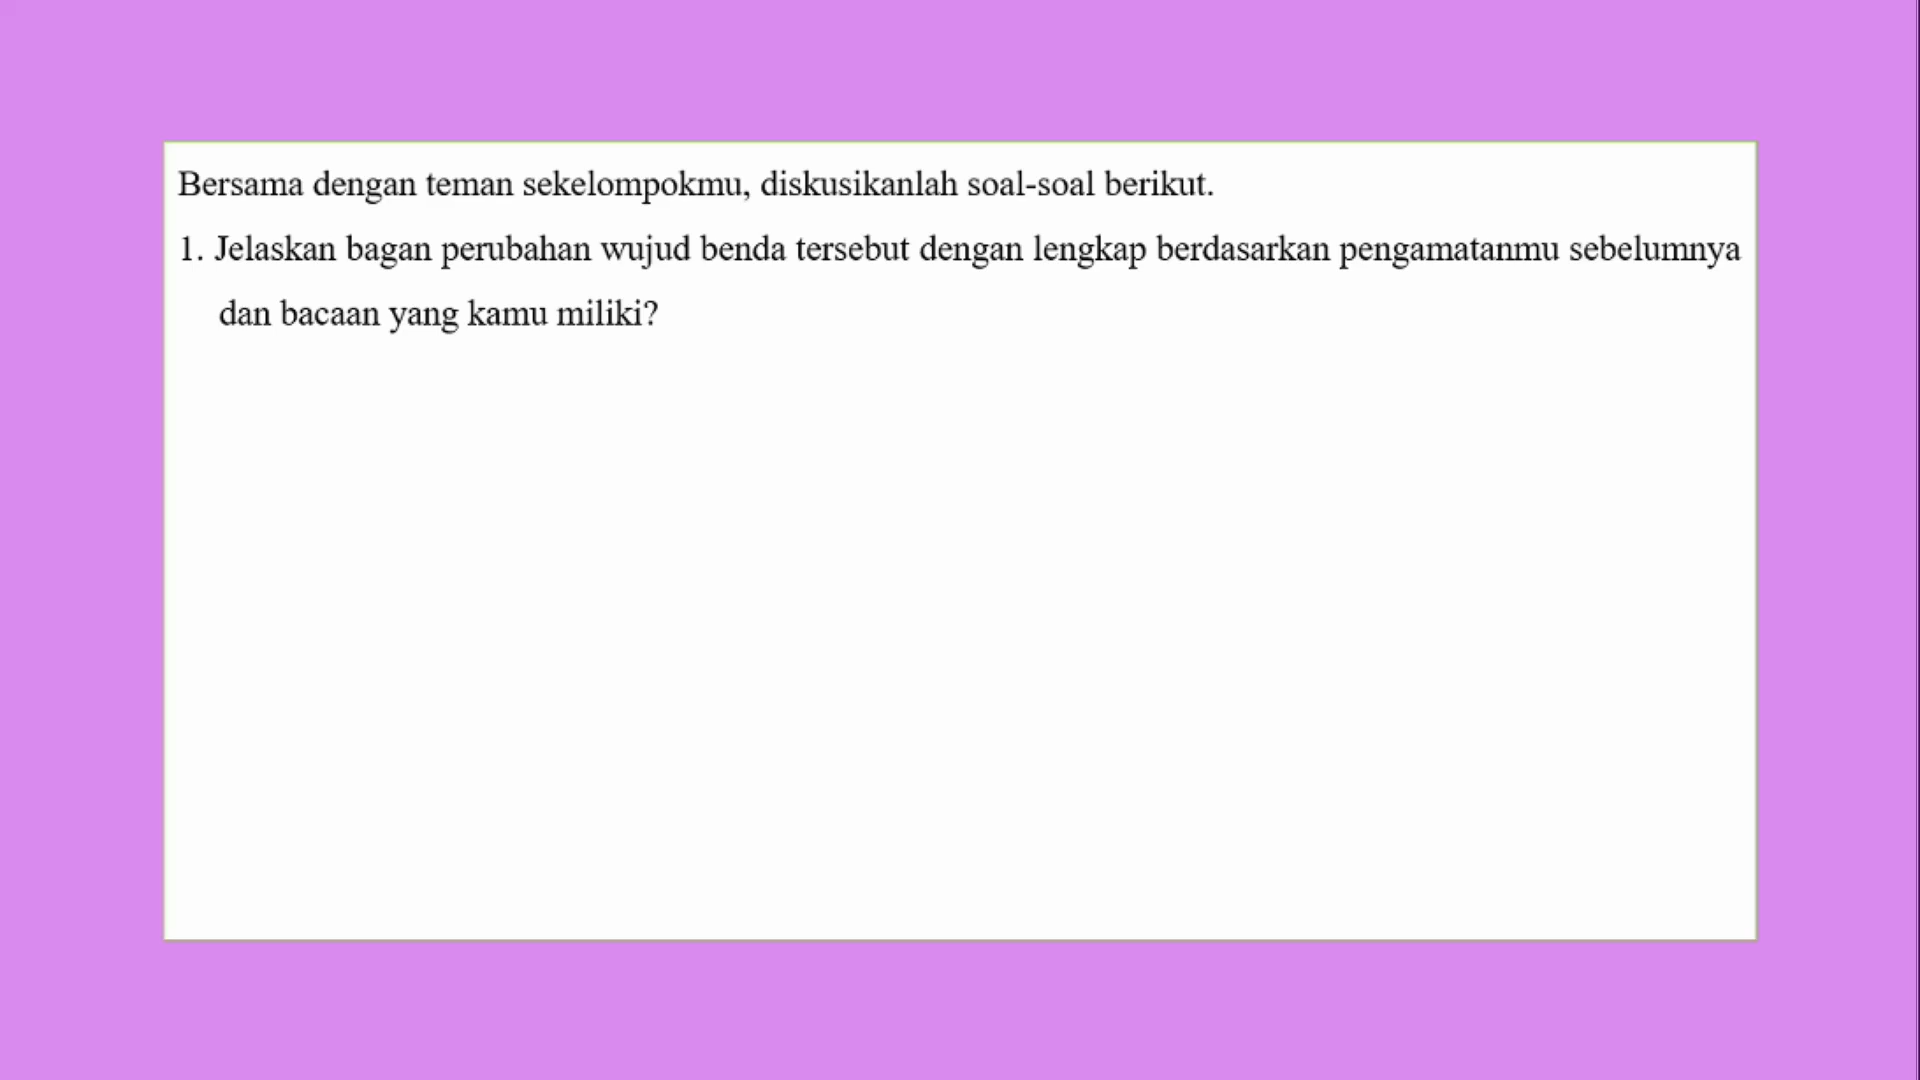 Bersama dengan teman sekelompokmu, diskusikanlah soal-soal berikut.
1. Jelaskan bagan perubahan wujud benda tersebut dengan lengkap berdasarkan pengamatanmu sebelumnya
dan bacaan yang kamu miliki?